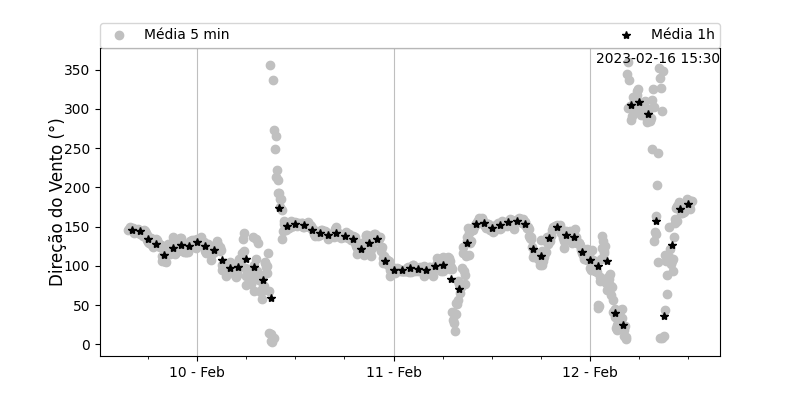 Média 5 min
Média 1h
2023-02-16 15:30
Direção do Vento (°)
350
300
250
200
150
100
50
0
10 - Feb
11 - Feb
12 - Feb